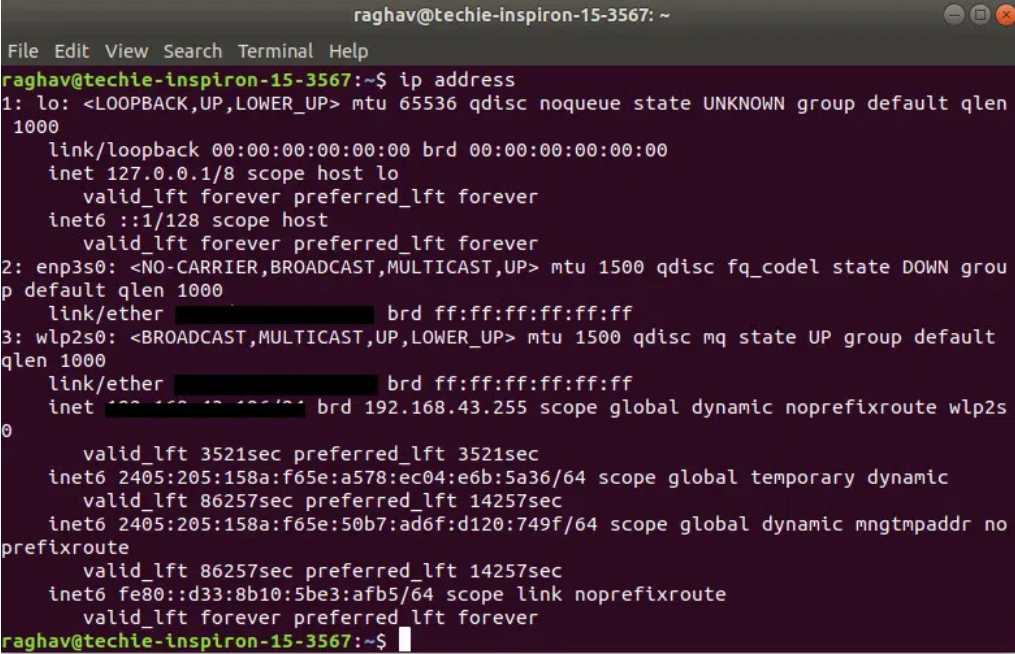 raghav@techie-inspiron-15-3567: ~
File Edit View Search Terminal Help
raghav@techie-inspiron-15-3567:~$ ip address
1: lo: <LOOPBACK,UP,LOWER_UP> mtu 65536 qdisc noqueue state UNKNOWN group default qlen
 1000
    link/loopback 00:00:00:00:00:00 brd 00:00:00:00:00:00
    inet 127.0.0.1/8 scope host lo
       valid_lft forever preferred_lft forever
    inet6 ::1/128 scope host
       valid_lft forever preferred_lft forever
2: enp3s0: <NO-CARRIER,BROADCAST,MULTICAST,UP> mtu 1500 qdisc fq_codel state DOWN grou
p default qlen 1000
    link/ether brd ff:ff:ff:ff:ff:ff
3: wlp2s0: <BROADCAST,MULTICAST,UP,LOWER_UP> mtu 1500 qdisc mq state UP group default
qlen 1000
    link/ether brd ff:ff:ff:ff:ff:ff
    inet brd 192.168.43.255 scope global dynamic noprefixroute wlp2s
0
       valid_lft 3521sec preferred_lft 3521sec
    inet6 2405:205:158a:f65e:a578:ec04:e6b:5a36/64 scope global temporary dynamic
       valid_lft 86257sec preferred_lft 14257sec
    inet6 2405:205:158a:f65e:50b7:ad6f:d120:749f/64 scope global dynamic mngtmpaddr no
prefixroute
       valid_lft 86257sec preferred_lft 14257sec
    inet6 fe80::d33:8b10:5be3:afb5/64 scope link noprefixroute
       valid_lft forever preferred_lft forever
raghav@techie-inspiron-15-3567:~$